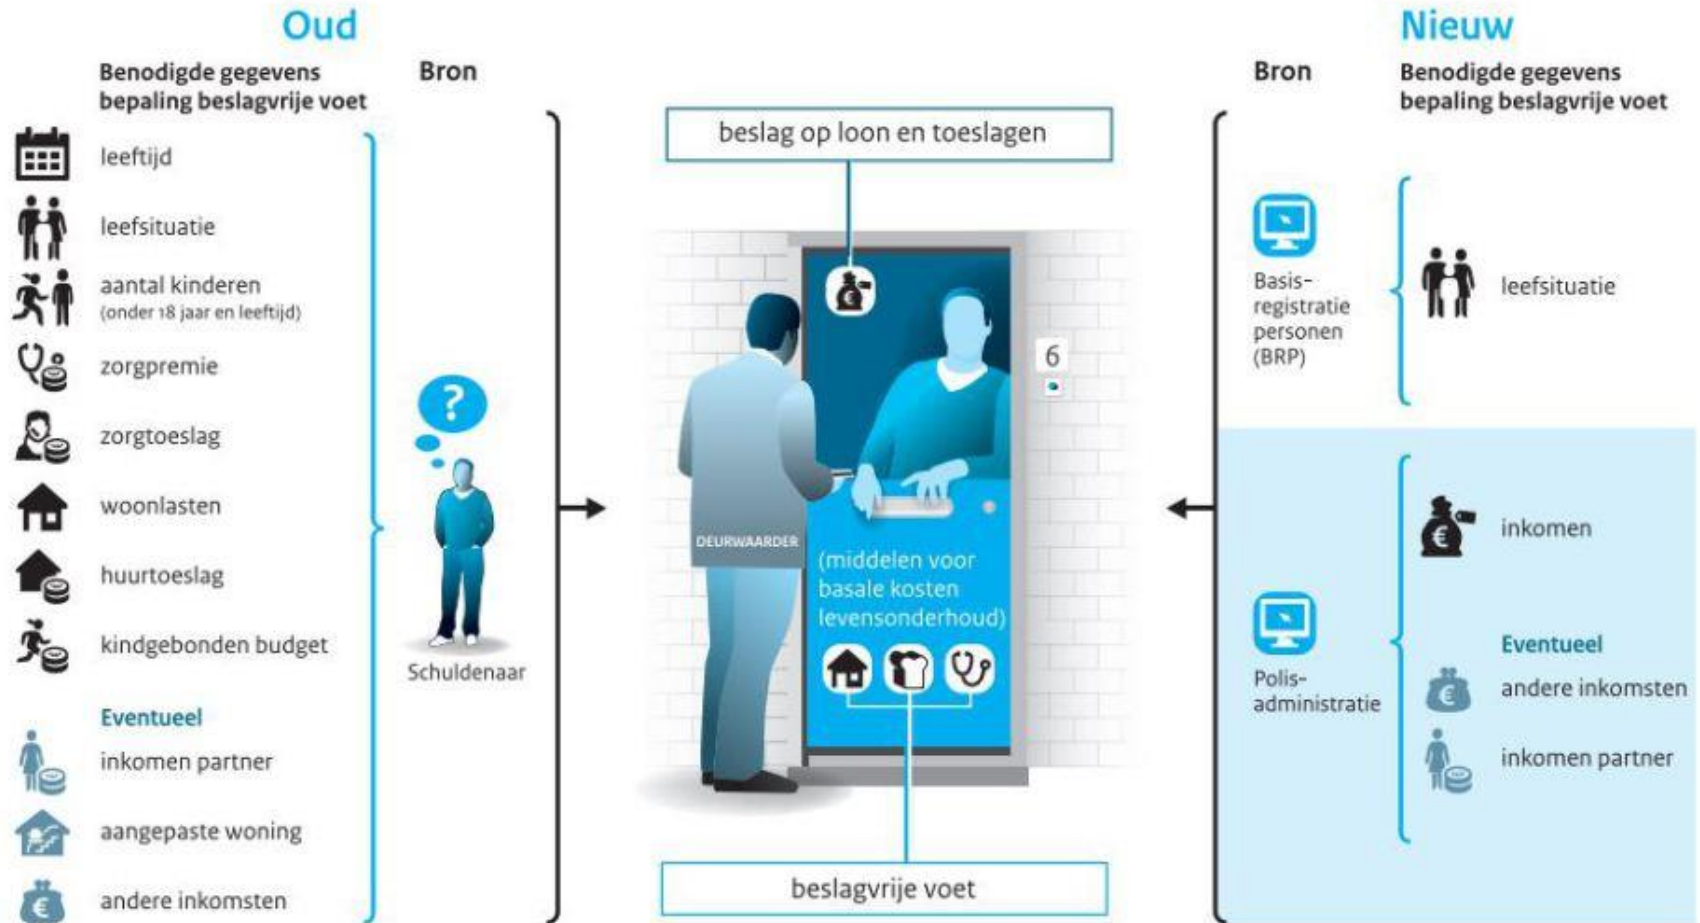 Oud
Benodigde gegevens
bepaling beslagvrije voet
Bron
leeftijd
leefsituatie
aantal kinderen
(onder 18 jaar en leeftijd)
zorgpremie
zorgtoeslag
woonlasten
huurtoeslag
kindgebonden budget
Eventueel
inkomen partner
aangepaste woning
andere inkomsten
?
Schuldenaar
beslag op loon en toeslagen
€
6
DEURWAARDER
(middelen voor
basale kosten
levensonderhoud)
beslagvrije voet
Nieuw
Bron
Benodigde gegevens
bepaling beslagvrije voet
Basis-
registratie
personen
(BRP)
leefsituatie
Polis-
administratie
€
inkomen
Eventueel
€
andere inkomsten
inkomen partner
€